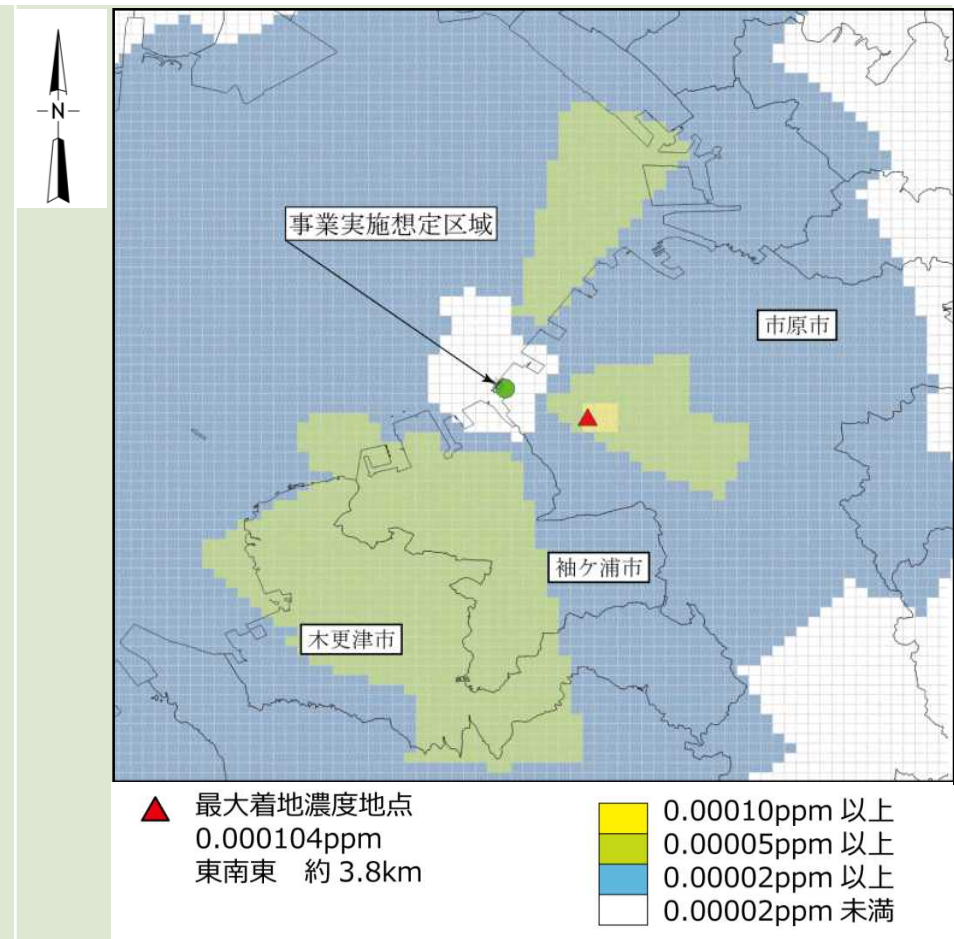 N
事業実施想定区域
市原市
袖ケ浦市
木更津市
最大着地濃度地点
0.000104ppm
東南東 約 3.8km
0.00010ppm 以上
0.00005ppm 以上
0.00002ppm 以上
0.00002ppm 未満